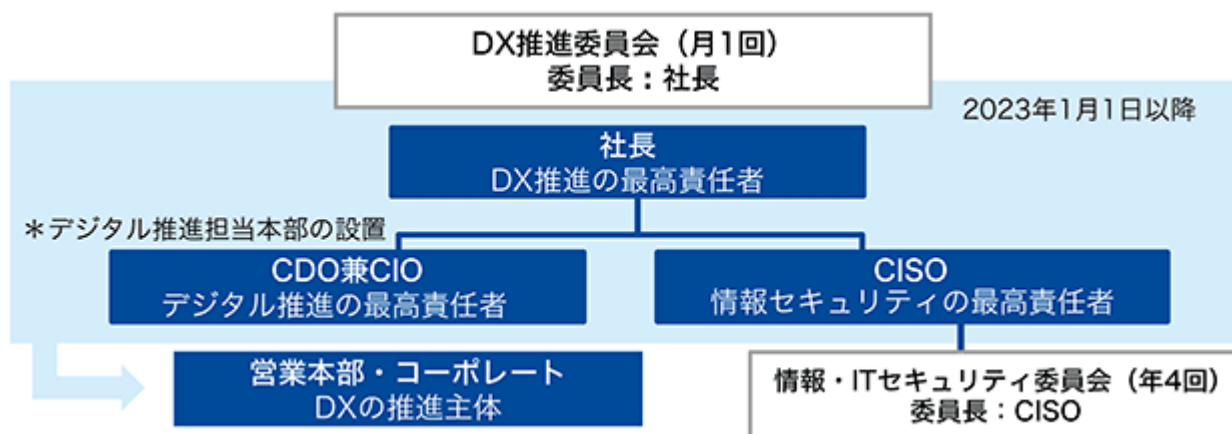 DX推進委員会（月1回）
委員長：社長
2023年1月1日以降
社長
DX推進の最高責任者
＊デジタル推進担当本部の設置
CDO兼CIO
デジタル推進の最高責任者
CISO
情報セキュリティの最高責任者
営業本部・コーポレート
DXの推進主体
情報・ITセキュリティ委員会（年4回）
委員長：CISO